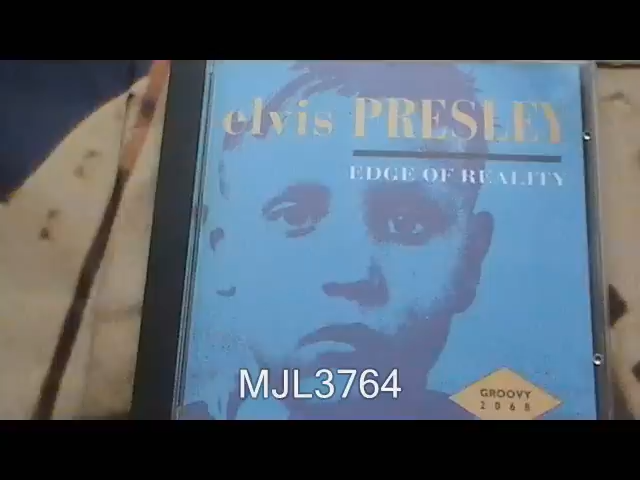 elvis PRESLEY
EDGE OF REALITY
MJL3764
GROOVY
2068